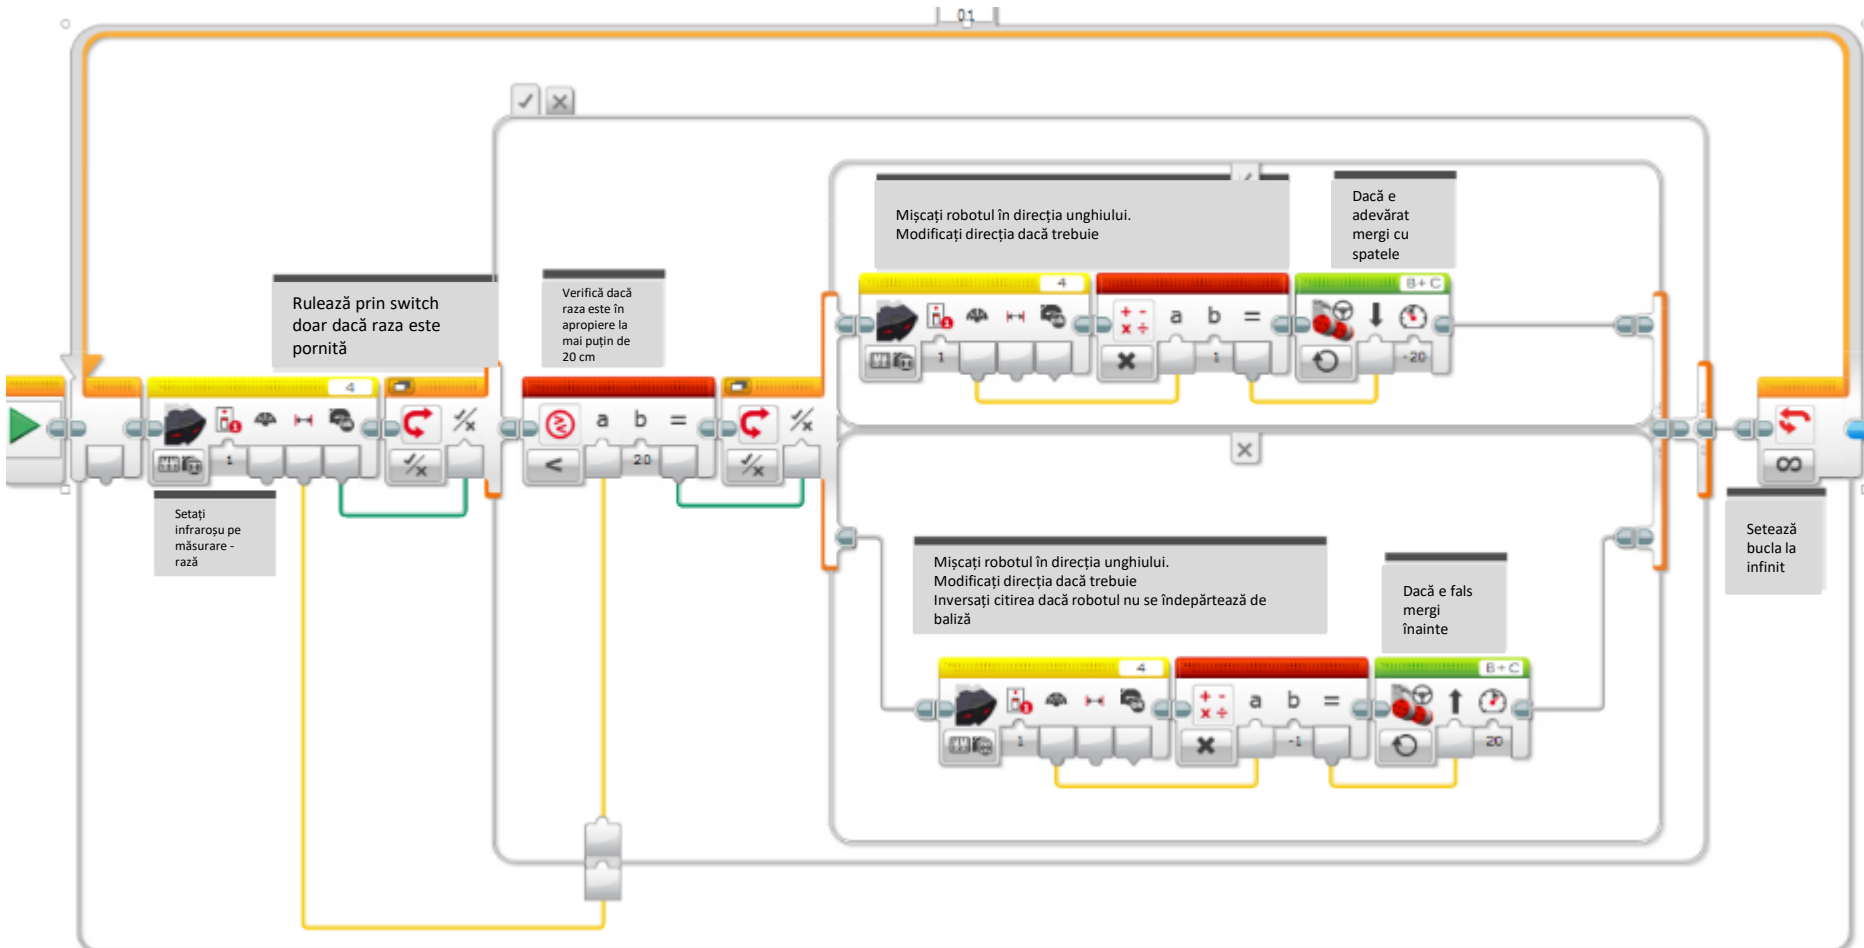 01
Mișcați robotul în direcția unghiului.
Modificați direcția dacă trebuie
Dacă e
adevărat
mergi cu
spatele
Rulează prin switch
doar dacă raza este
pornită
Verifică dacă
raza este în
apropiere la
mai puțin de
20 cm
4
B+C
a b =
1
1
-20
4
a b =
1
20
Setați
infraroșu pe
măsurare -
rază
Setează
bucla la
infinit
Mișcați robotul în direcția unghiului.
Modificați direcția dacă trebuie
Inversați citirea dacă robotul nu se îndepărtează de
baliză
Dacă e fals
mergi
înainte
4
B+C
a b =
1
-1
20